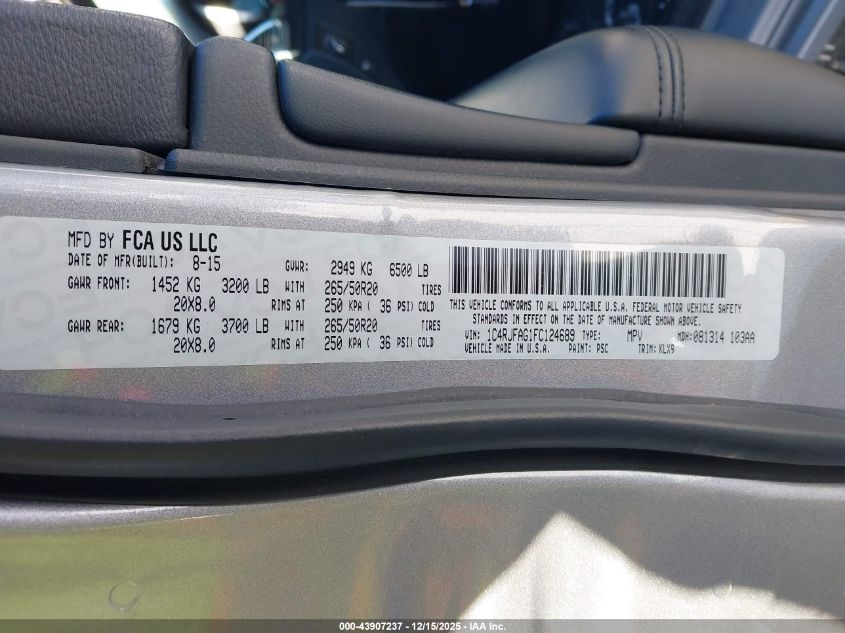 MFD BY FCA US LLC
DATE OF MFR(BUILT): 8-15 GVWR: 2949 KG 6500 LB
GAWR FRONT: 1452 KG 3200 LB WITH 265/50R20 TIRES
20X8.0 RIMS AT 250 KPA ( 36 PSI) COLD
GAWR REAR: 1679 KG 3700 LB WITH 265/50R20 TIRES
20X8.0 RIMS AT 250 KPA ( 36 PSI) COLD
THIS VEHICLE CONFORMS TO ALL APPLICABLE U.S.A. FEDERAL MOTOR VEHICLE SAFETY
STANDARDS IN EFFECT ON THE DATE OF MANUFACTURE SHOWN ABOVE.
VIN: 1C4RJFAG1FC124689 TYPE: MPV MDH:081314 103AA
VEHICLE MADE IN U.S.A. PAINT: PSC TRIM: KLX9
000-43907237 - 12/15/2025 - IAA Inc.